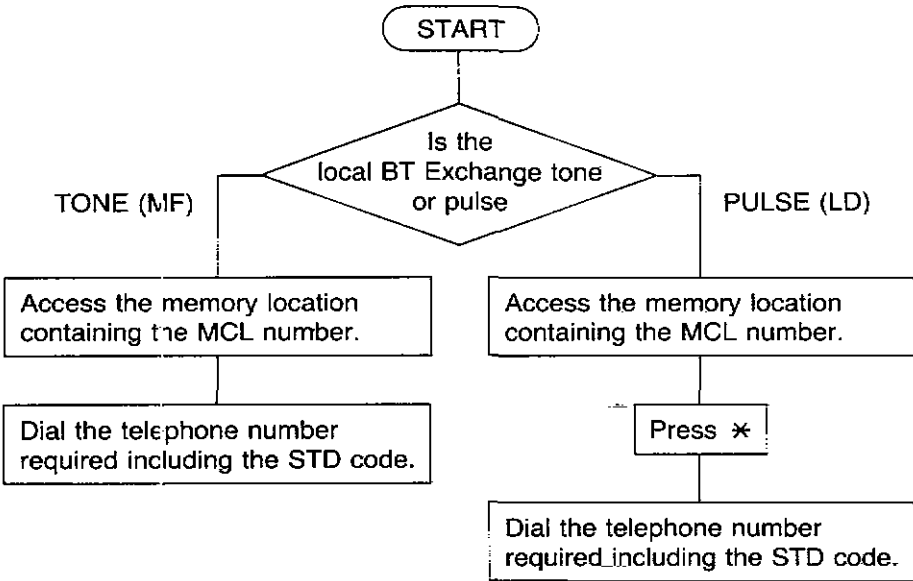 START
Is the
local BT Exchange tone
or pulse
TONE (MF)
PULSE (LD)
Access the memory location
containing the MCL number.
Access the memory location
containing the MCL number.
Dial the telephone number
required including the STD code.
Press *
Dial the telephone number
required including the STD code.